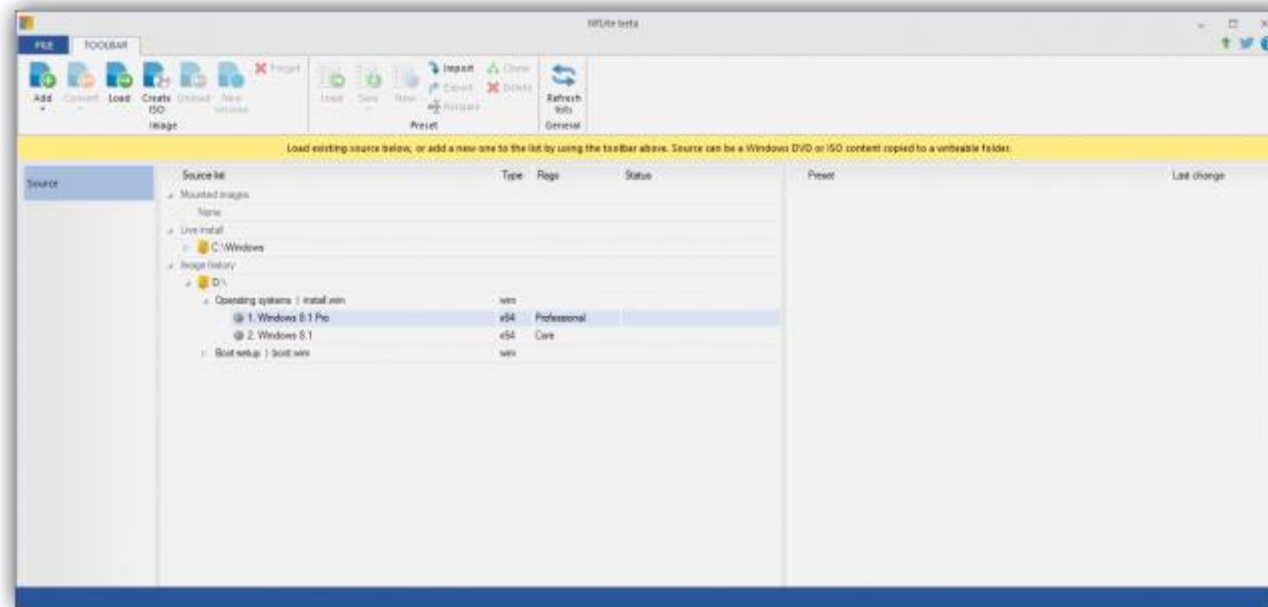 NTLite beta
FILE TOOLBAR
Add Convert Load Create ISO Unload New session Forget
Load Save New Import Export Rename Clone Delete
Refresh lists
Image Preset General
Load existing source below, or add a new one to the list by using the toolbar above. Source can be a Windows DVD or ISO content copied to a writeable folder.
Source
Source list Type Flags Status Preset Last change
Mounted images
None
Live install
C:\Windows
Image history
D:\
Operating systems | install.wim wim
1. Windows 8.1 Pro x64 Professional
2. Windows 8.1 x64 Core
Boot setup | boot.wim wim